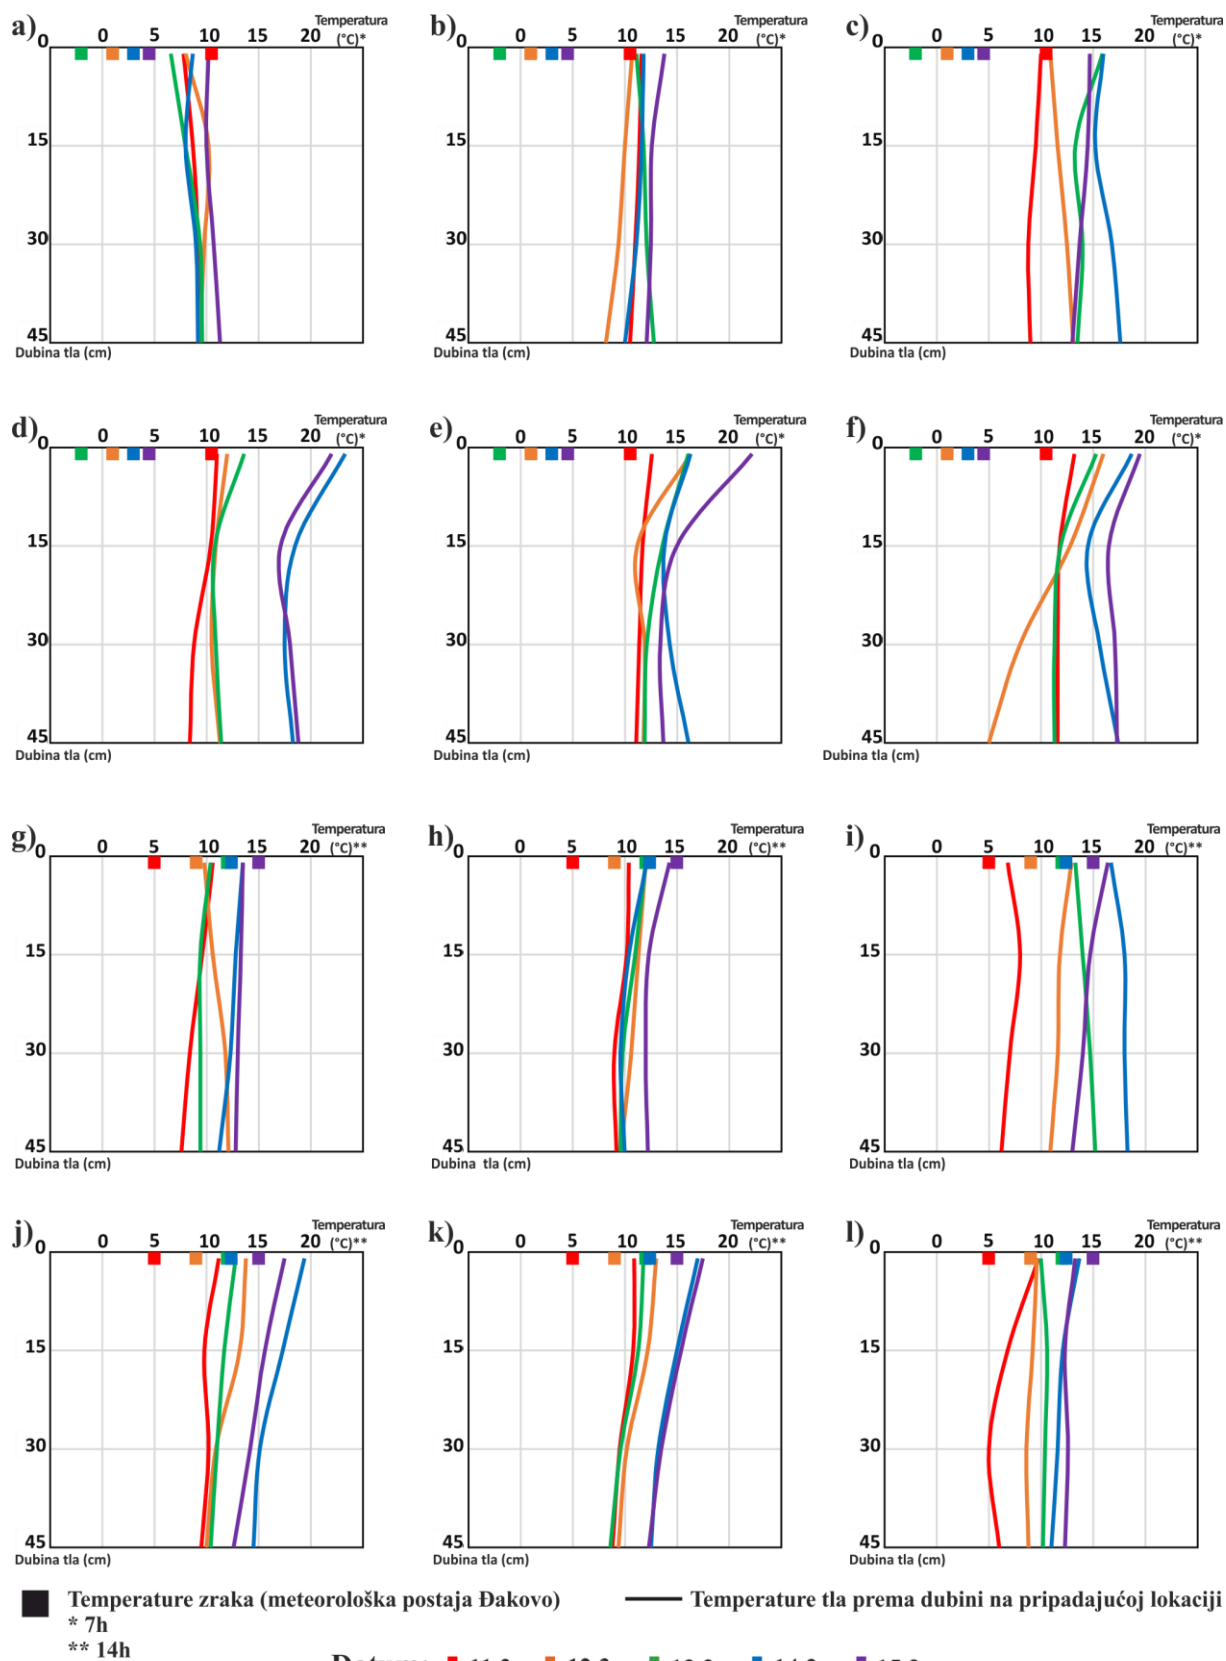 a) 0 0 5 10 15 20 Temperatura (°C)*
15
30
45
Dubina tla (cm)
b) 0 0 5 10 15 20 Temperatura (°C)*
15
30
45
Dubina tla (cm)
c) 0 0 5 10 15 20 Temperatura (°C)*
15
30
45
Dubina tla (cm)
d) 0 0 5 10 15 20 Temperatura (°C)*
15
30
45
Dubina tla (cm)
e) 0 0 5 10 15 20 Temperatura (°C)*
15
30
45
Dubina tla (cm)
f) 0 0 5 10 15 20 Temperatura (°C)*
15
30
45
Dubina tla (cm)
g) 0 0 5 10 15 20 Temperatura (°C)**
15
30
45
Dubina tla (cm)
h) 0 0 5 10 15 20 Temperatura (°C)**
15
30
45
Dubina tla (cm)
i) 0 0 5 10 15 20 Temperatura (°C)**
15
30
45
Dubina tla (cm)
j) 0 0 5 10 15 20 Temperatura (°C)**
15
30
45
Dubina tla (cm)
k) 0 0 5 10 15 20 Temperatura (°C)**
15
30
45
Dubina tla (cm)
l) 0 0 5 10 15 20 Temperatura (°C)**
15
30
45
Dubina tla (cm)
Temperature zraka (meteorološka postaja Đakovo)
* 7h
** 14h
Temperature tla prema dubini na pripadajućoj lokaciji